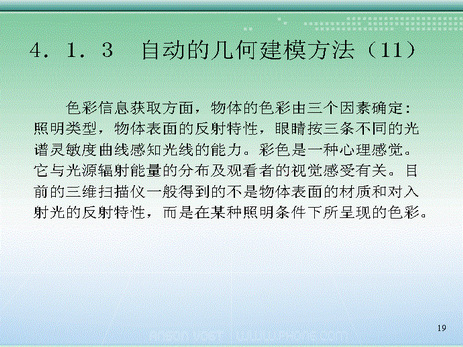 4．1．3　自动的几何建模方法（11）
色彩信息获取方面，物体的色彩由三个因素确定：
照明类型，物体表面的反射特性，眼睛按三条不同的光
谱灵敏度曲线感知光线的能力。彩色是一种心理感觉。
它与光源辐射能量的分布及观看者的视觉感受有关。目
前的三维扫描仪一般得到的不是物体表面的材质和对入
射光的反射特性，而是在某种照明条件下所呈现的色彩。
19